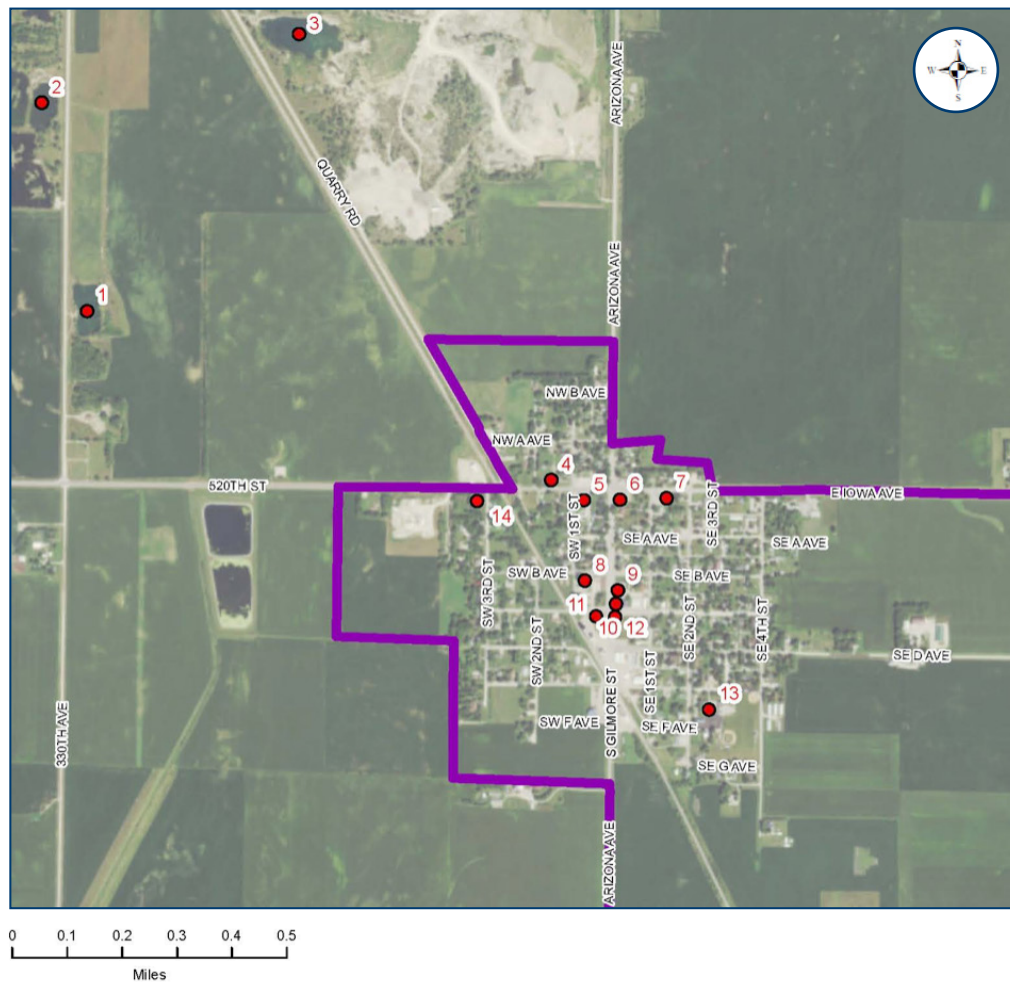 3
N
W E
S
2
ARIZONA AVE
QUARRY RD
1
ARIZONA AVE
NW B AVE
NW A AVE
4
520TH ST
5
6
7
E IOWA AVE
14
SW 1ST ST
SE 3RD ST
SE A AVE
SE A AVE
8
SW B AVE
9
SE B AVE
SW 3RD ST
11
10
12
SW 2ND ST
SE 2ND ST
SE 4TH ST
SE D AVE
SE 1ST ST
13
330TH AVE
SW F AVE
S GILMORE ST
SE F AVE
SE G AVE
ARIZONA AVE
0 0.1 0.2 0.3 0.4 0.5
Miles